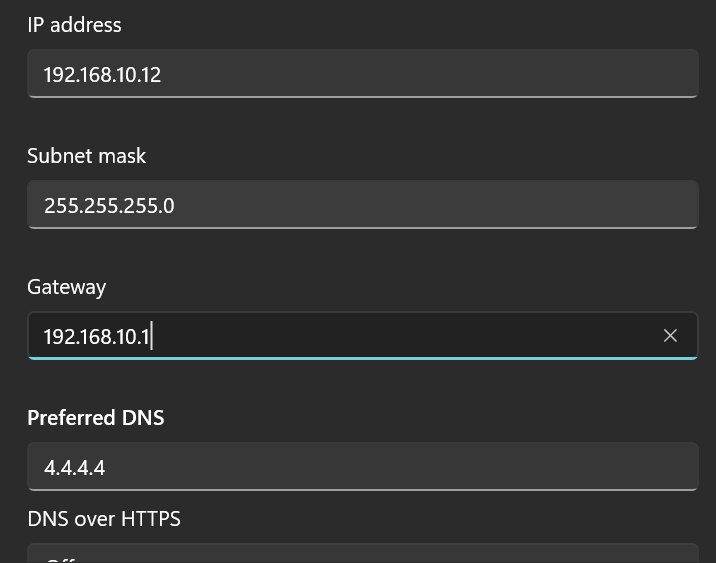 IP address
192.168.10.12
Subnet mask
255.255.255.0
Gateway
192.168.10.1
Preferred DNS
4.4.4.4
DNS over HTTPS